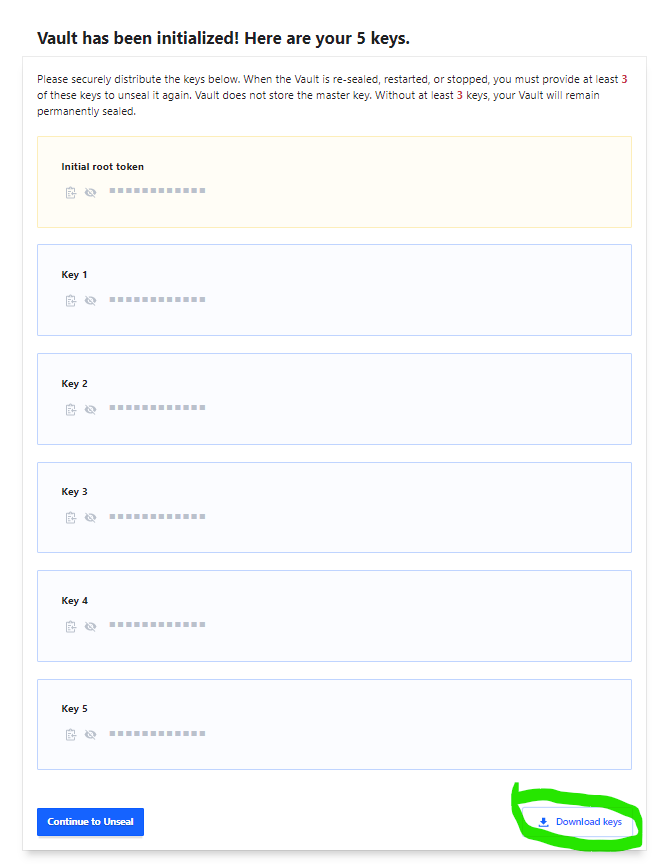 Vault has been initialized! Here are your 5 keys.
Please securely distribute the keys below. When the Vault is re-sealed, restarted, or stopped, you must provide at least 3
of these keys to unseal it again. Vault does not store the master key. Without at least 3 keys, your Vault will remain
permanently sealed.
Initial root token
Key 1
Key 2
Key 3
Key 4
Key 5
Continue to Unseal
Download keys